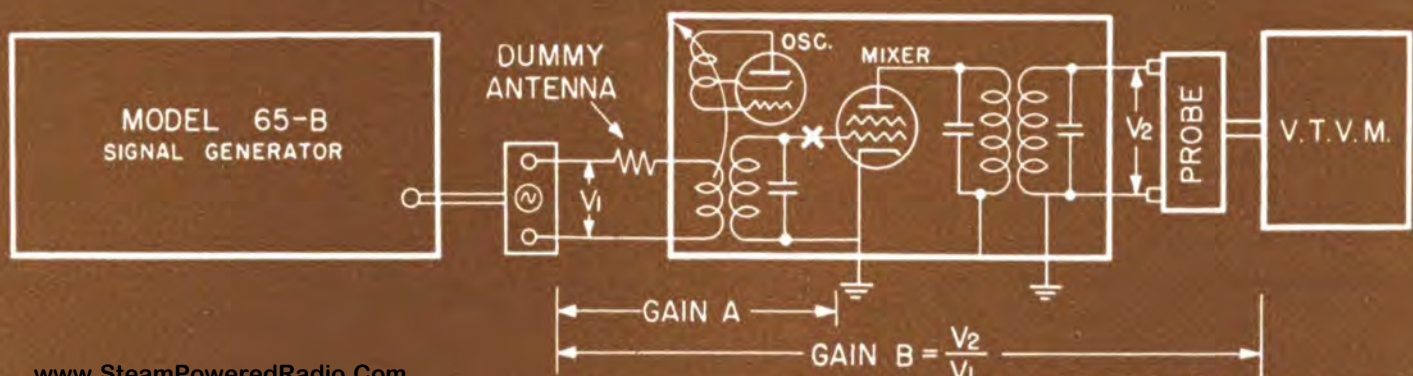 MODEL 65-B
SIGNAL GENERATOR
DUMMY
ANTENNA
V1
OSC.
MIXER
V2
PROBE
V.T.V.M.
GAIN A
GAIN B = V2
V1
www.SteamPoweredRadio.Com